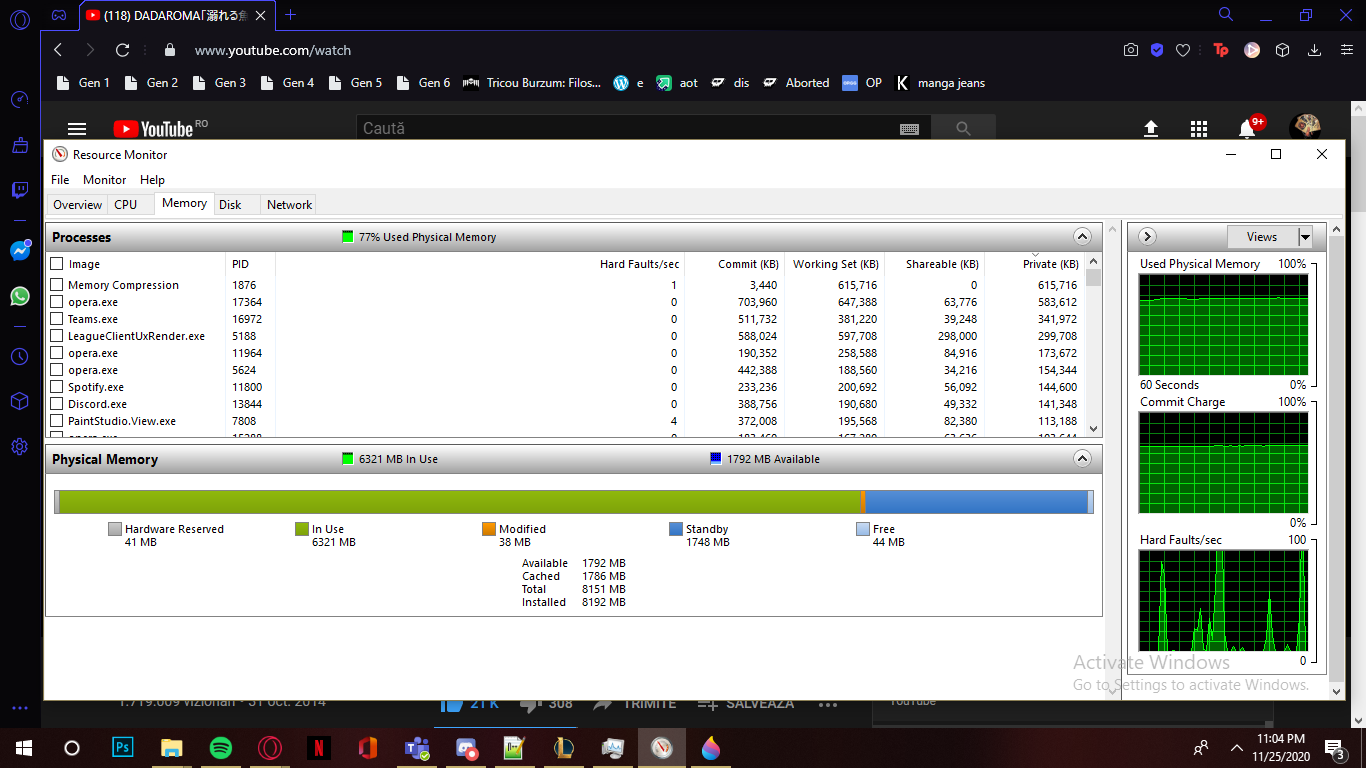 (118) DADAROMA「溺れる魚
www.youtube.com/watch
Gen 1 Gen 2 Gen 3 Gen 4 Gen 5 Gen 6 Tricou Burzum: Filos... e aot dis Aborted OP manga jeans
YouTube RO Caută 9+
Resource Monitor
File Monitor Help
Overview CPU Memory Disk Network
Processes 77% Used Physical Memory
Image PID Hard Faults/sec Commit (KB) Working Set (KB) Shareable (KB) Private (KB)
Memory Compression 1876 1 3,440 615,716 0 615,716
opera.exe 17364 0 703,960 647,388 63,776 583,612
Teams.exe 16972 0 511,732 381,220 39,248 341,972
LeagueClientUxRender.exe 5188 0 588,024 597,708 298,000 299,708
opera.exe 11964 0 190,352 258,588 84,916 173,672
opera.exe 5624 0 442,388 188,560 34,216 154,344
Spotify.exe 11800 0 233,236 200,692 56,092 144,600
Discord.exe 13844 0 388,756 190,680 49,332 141,348
PaintStudio.View.exe 7808 4 372,008 195,568 82,380 113,188
Physical Memory 6321 MB In Use 1792 MB Available
Hardware Reserved 41 MB
In Use 6321 MB
Modified 38 MB
Standby 1748 MB
Free 44 MB
Available 1792 MB
Cached 1786 MB
Total 8151 MB
Installed 8192 MB
Views
Used Physical Memory 100%
60 Seconds 0%
Commit Charge 100%
0%
Hard Faults/sec 100
0
Activate Windows
Go to Settings to activate Windows.
1.719.009 vizionări • 31 oct. 2014
21 K 308 TRIMITE SALVEAZĂ
YouTube
Ps N
11:04 PM
11/25/2020
3